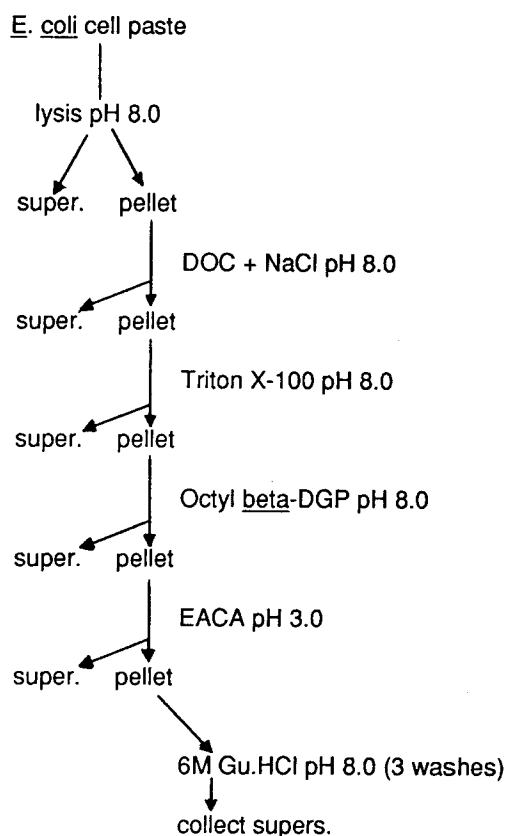 E. coli cell paste
lysis pH 8.0
super. pellet
DOC + NaCl pH 8.0
super. pellet
Triton X-100 pH 8.0
super. pellet
Octyl beta-DGP pH 8.0
super. pellet
EACA pH 3.0
super. pellet
6M Gu.HCl pH 8.0 (3 washes)
collect supers.